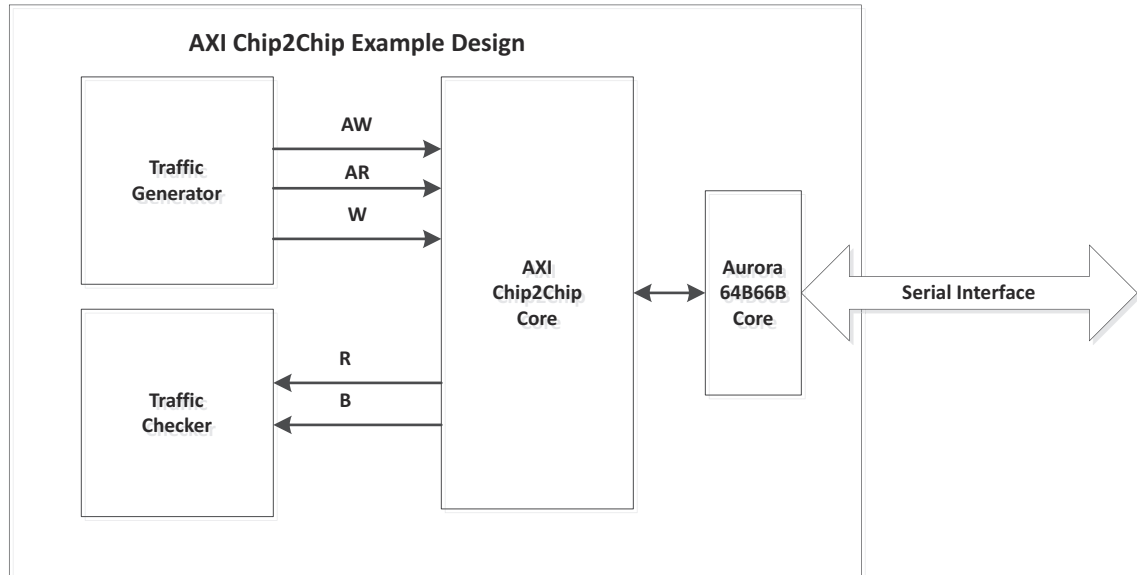 AXI Chip2Chip Example Design
Traffic
Generator
AW
AR
W
AXI
Chip2Chip
Core
Aurora
64B66B
Core
Serial Interface
Traffic
Checker
R
B